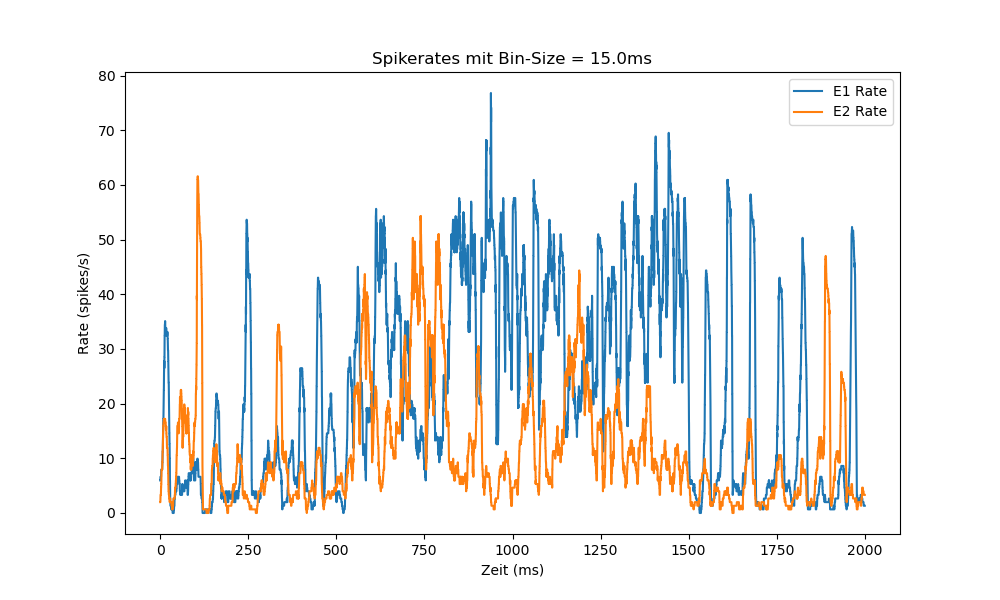 Spikerates mit Bin-Size = 15.0ms
80
70
60
50
40
30
20
10
0
Rate (spikes/s)
E1 Rate
E2 Rate
0 250 500 750 1000 1250 1500 1750 2000
Zeit (ms)